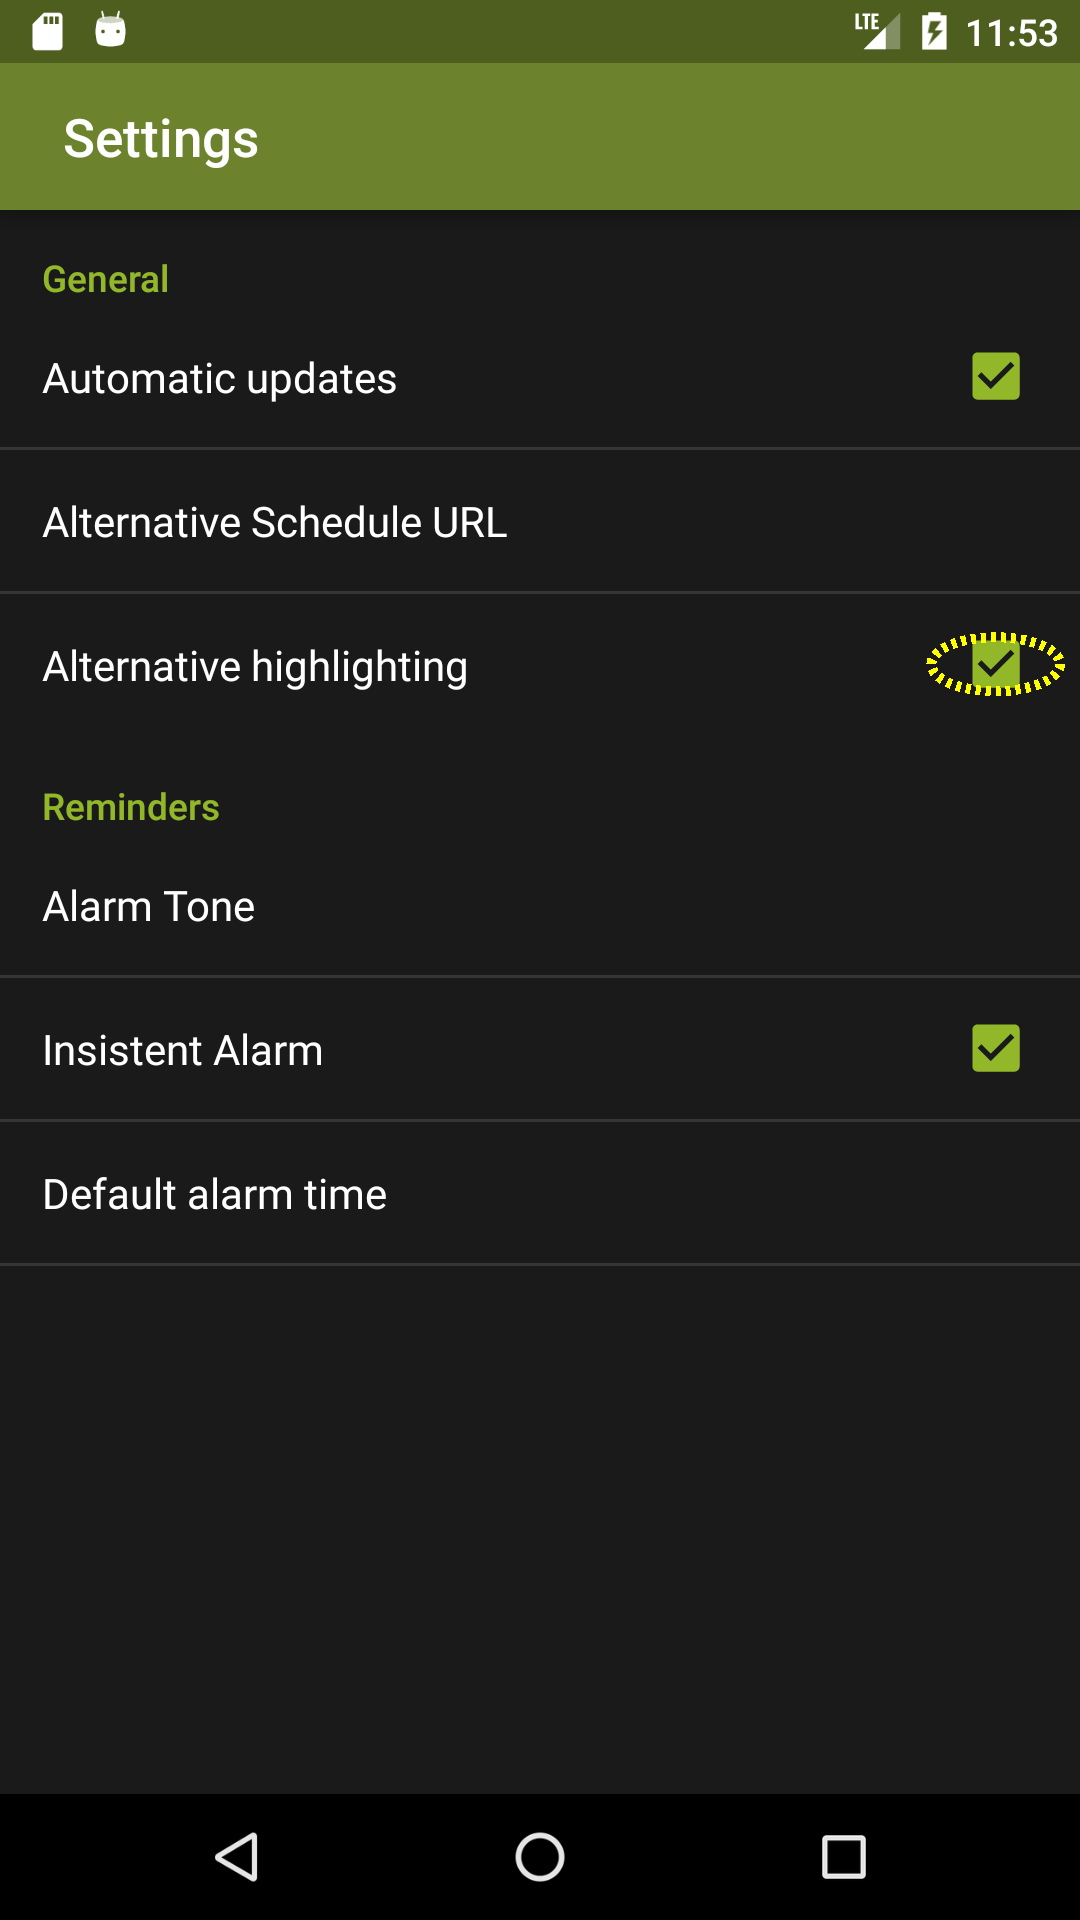 LTE 11:53
Settings
General
Automatic updates
Alternative Schedule URL
Alternative highlighting
Reminders
Alarm Tone
Insistent Alarm
Default alarm time